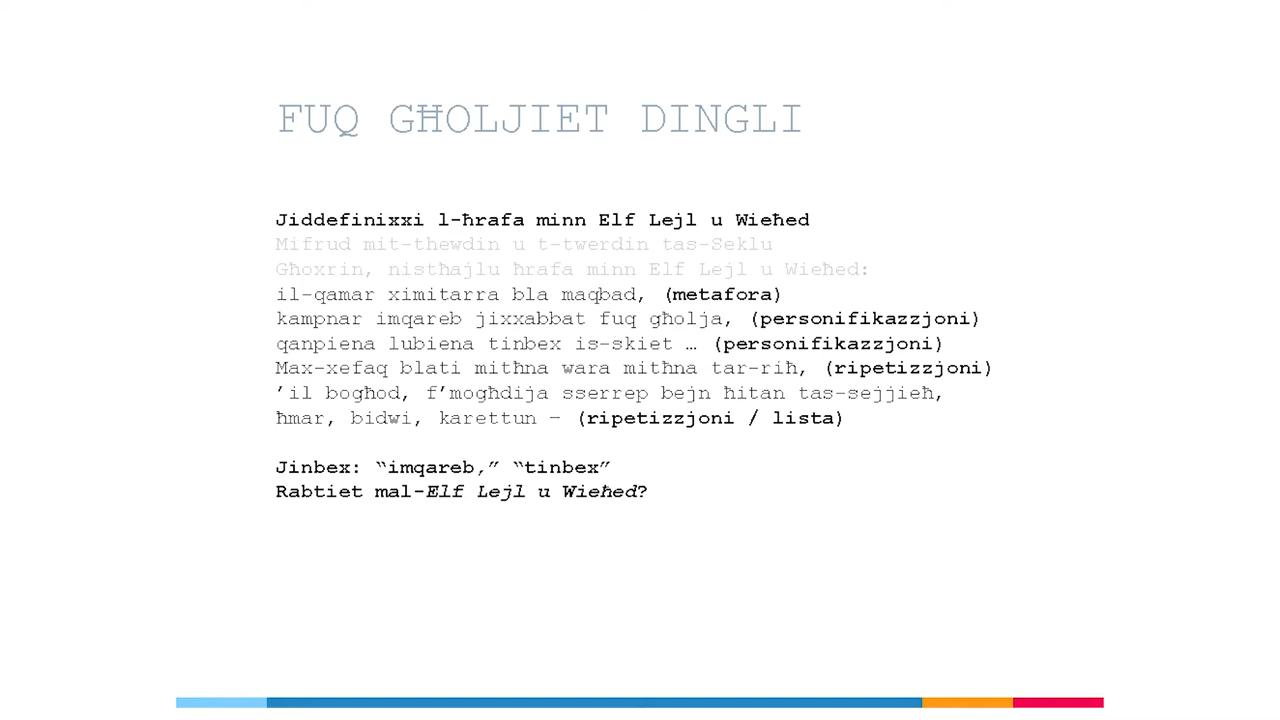 FUQ GĦOLJIET DINGLI
Jiddefinixxi l-ħrafa minn Elf Lejl u Wieħed
Mifrud mit-thewdin u t-twerdin tas-Seklu
Għoxrin, nistħajlu ħrafa minn Elf Lejl u Wieħed:
il-qamar ximitarra bla maqbad, (metafora)
kampnar imqareb jixxabbat fuq għolja, (personifikazzjoni)
qanpiena lubiena tinbex is-skiet … (personifikazzjoni)
Max-xefaq blati mitħna wara mitħna tar-riħ, (ripetizzjoni)
’il bogħod, f’mogħdija sserrep bejn ħitan tas-sejjieħ,
ħmar, bidwi, karettun – (ripetizzjoni / lista)
Jinbex: “imqareb,” “tinbex”
Rabtiet mal-Elf Lejl u Wieħed?